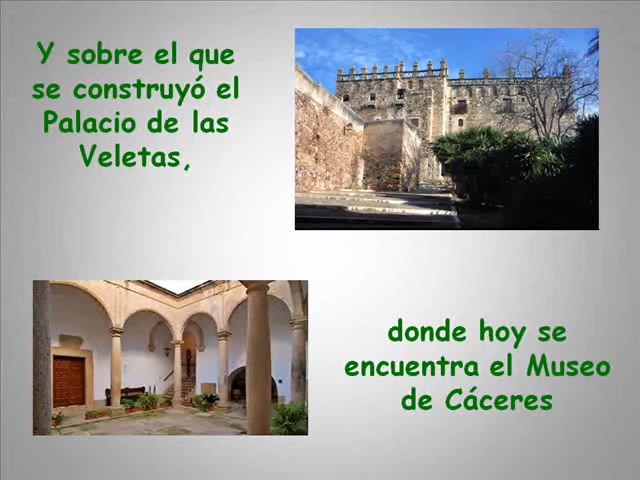 Y sobre el que
se construyó el
Palacio de las
Veletas,
donde hoy se
encuentra el Museo
de Cáceres